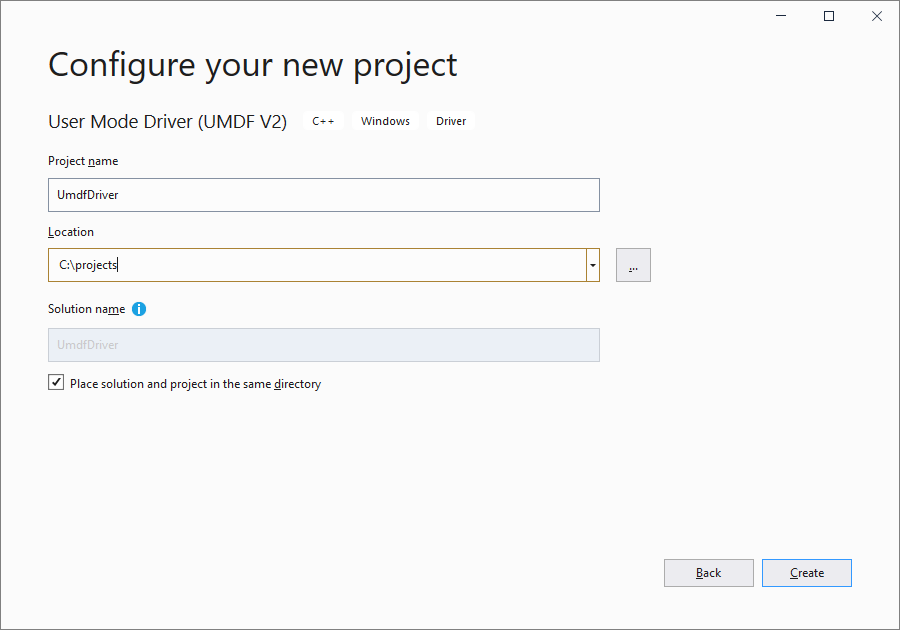 Configure your new project
User Mode Driver (UMDF V2) C++ Windows Driver
Project name
UmdfDriver
Location
C:\projects
...
Solution name
UmdfDriver
Place solution and project in the same directory
Back Create